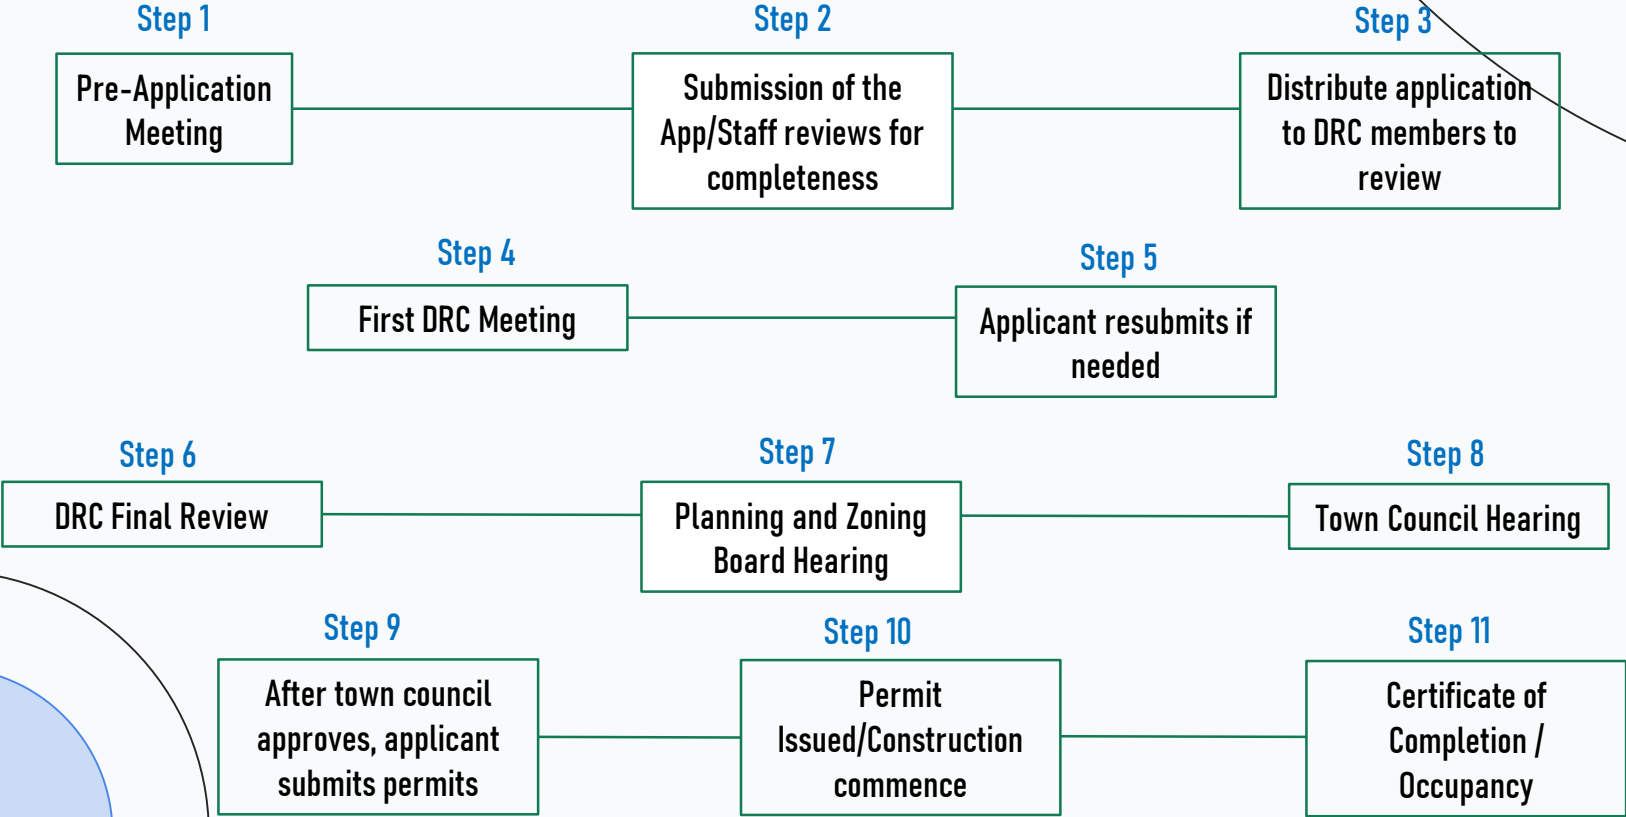 Step 1
Pre-Application
Meeting
Step 2
Submission of the
App/Staff reviews for
completeness
Step 3
Distribute application
to DRC members to
review
Step 4
First DRC Meeting
Step 5
Applicant resubmits if
needed
Step 6
DRC Final Review
Step 7
Planning and Zoning
Board Hearing
Step 8
Town Council Hearing
Step 9
After town council
approves, applicant
submits permits
Step 10
Permit
Issued/Construction
commence
Step 11
Certificate of
Completion /
Occupancy